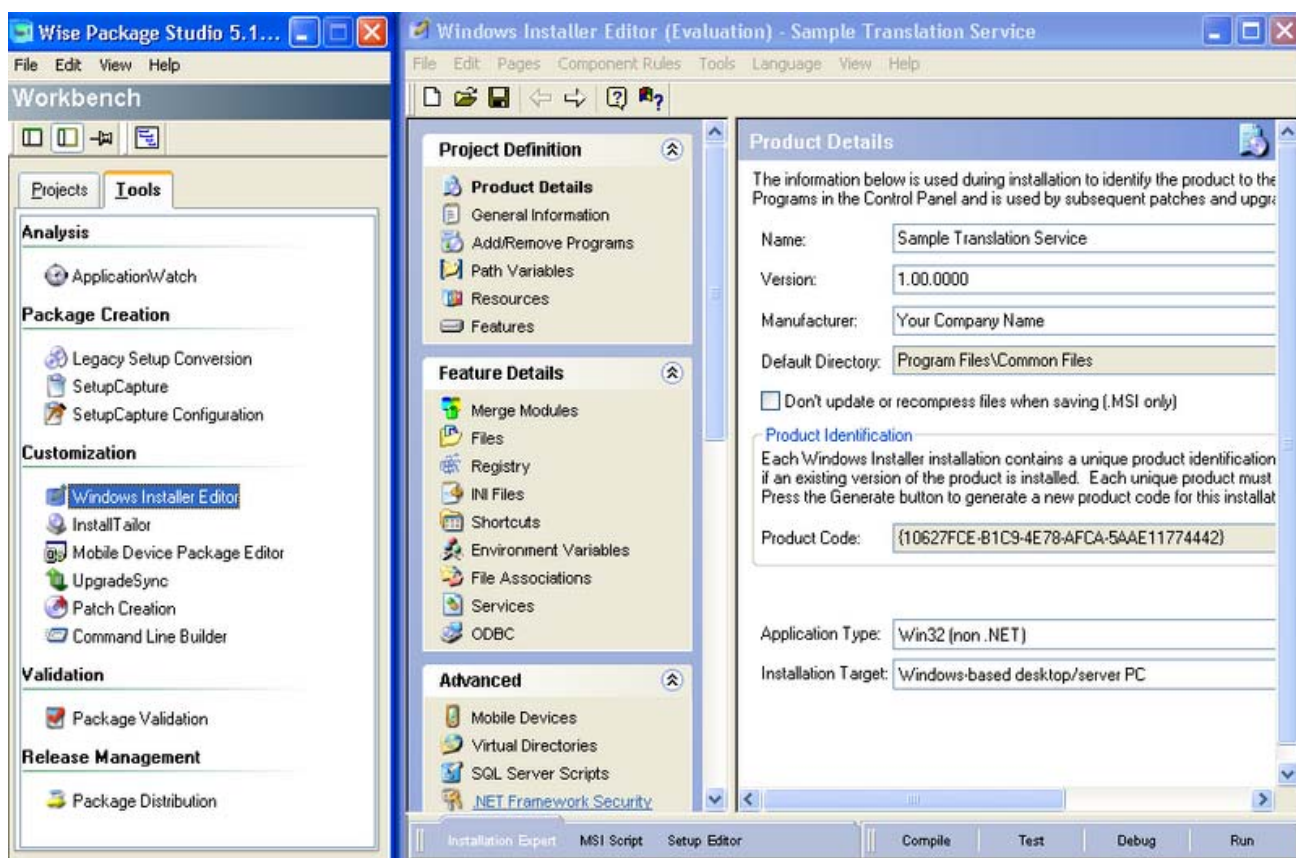 Wise Package Studio 5.1...
File Edit View Help
Workbench
Projects Tools
Analysis
ApplicationWatch
Package Creation
Legacy Setup Conversion
SetupCapture
SetupCapture Configuration
Customization
Windows Installer Editor
InstallTailor
Mobile Device Package Editor
UpgradeSync
Patch Creation
Command Line Builder
Validation
Package Validation
Release Management
Package Distribution
Windows Installer Editor (Evaluation) - Sample Translation Service
File Edit Pages Component Rules Tools Language View Help
Project Definition
Product Details
General Information
Add/Remove Programs
Path Variables
Resources
Features
Feature Details
Merge Modules
Files
Registry
INI Files
Shortcuts
Environment Variables
File Associations
Services
ODBC
Advanced
Mobile Devices
Virtual Directories
SQL Server Scripts
.NET Framework Security
Product Details
The information below is used during installation to identify the product to the
Programs in the Control Panel and is used by subsequent patches and upgra
Name: Sample Translation Service
Version: 1.00.0000
Manufacturer: Your Company Name
Default Directory: Program Files\Common Files
Don't update or recompress files when saving (.MSI only)
Product Identification
Each Windows Installer installation contains a unique product identification
if an existing version of the product is installed. Each unique product must
Press the Generate button to generate a new product code for this installat
Product Code: {10627FCE-B1C9-4E78-AFCA-5AAE11774442}
Application Type: Win32 (non .NET)
Installation Target: Windows-based desktop/server PC
Installation Expert MSI Script Setup Editor Compile Test Debug Run